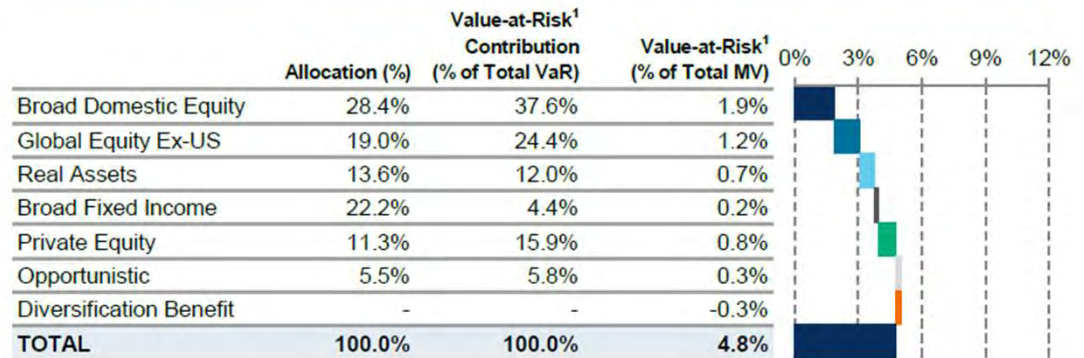 Value-at-Risk¹
Contribution Value-at-Risk¹ 0% 3% 6% 9% 12%
Allocation (%) (% of Total VaR) (% of Total MV)
Broad Domestic Equity 28.4% 37.6% 1.9%
Global Equity Ex-US 19.0% 24.4% 1.2%
Real Assets 13.6% 12.0% 0.7%
Broad Fixed Income 22.2% 4.4% 0.2%
Private Equity 11.3% 15.9% 0.8%
Opportunistic 5.5% 5.8% 0.3%
Diversification Benefit - - -0.3%
TOTAL 100.0% 100.0% 4.8%